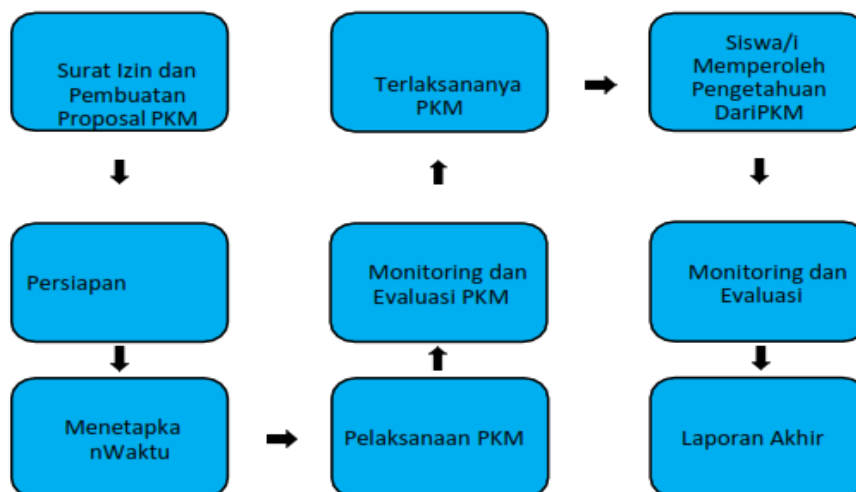 Surat Izin dan
Pembuatan
Proposal PKM
Persiapan
Menetapka
nWaktu
Pelaksanaan PKM
Monitoring dan
Evaluasi PKM
Terlaksananya
PKM
Siswa/i
Memperoleh
Pengetahuan
DariPKM
Monitoring dan
Evaluasi
Laporan Akhir